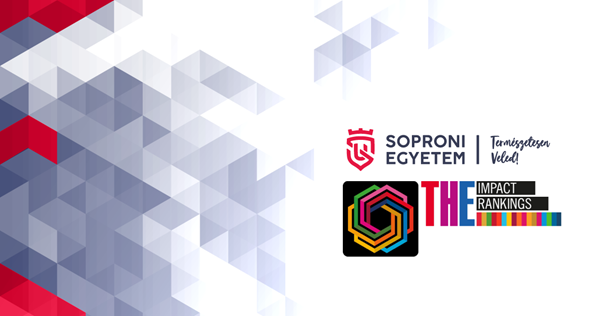 SOPRONI
EGYETEM
Természetesen
Veled!
THE
IMPACT
RANKINGS